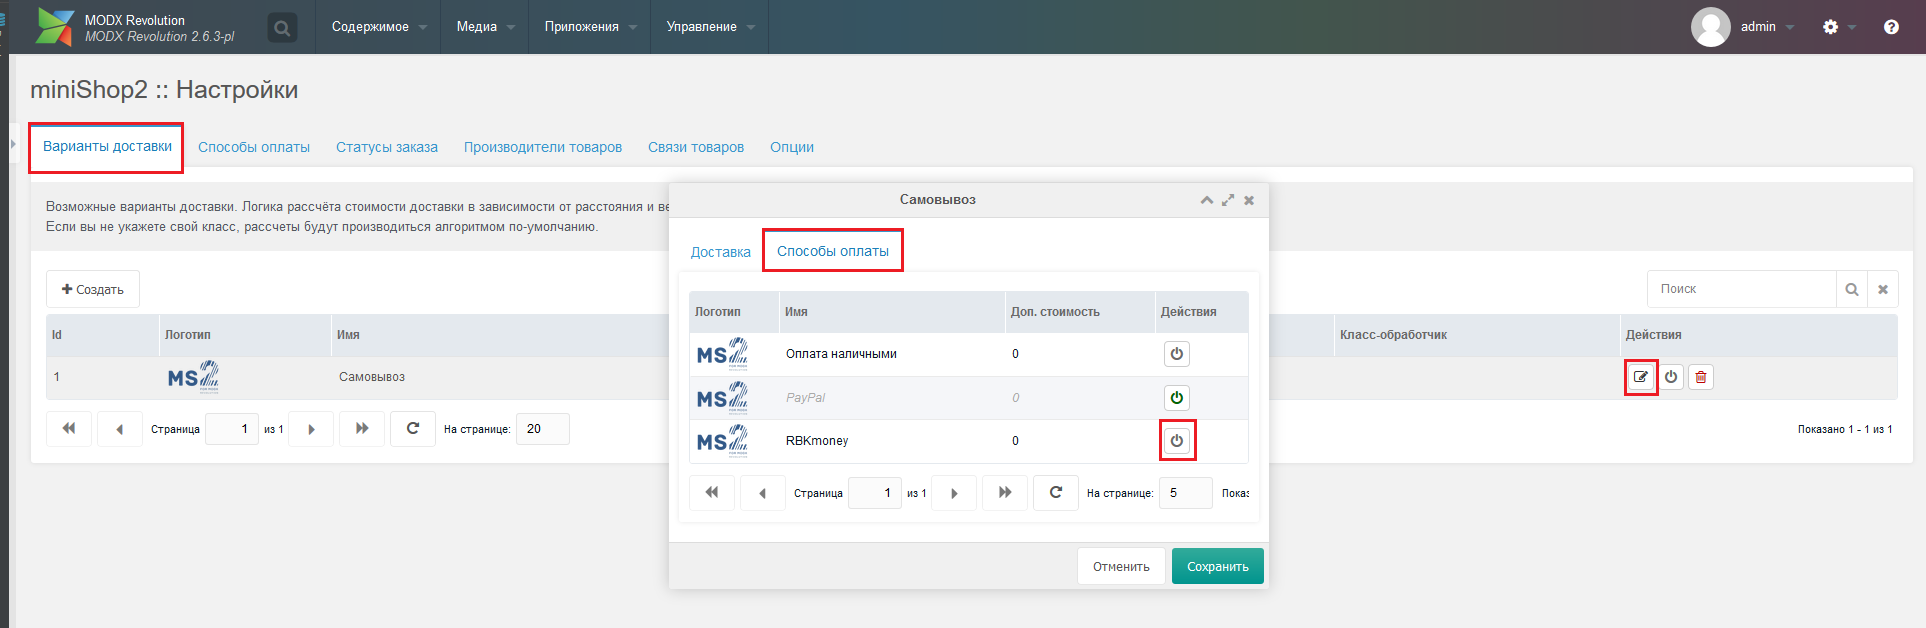 MODX Revolution
MODX Revolution 2.6.3-pl
Содержимое
Медиа
Приложения
Управление
admin
miniShop2 :: Настройки
Варианты доставки
Способы оплаты
Статусы заказа
Производители товаров
Связи товаров
Опции
Возможные варианты доставки. Логика рассчёта стоимости доставки в зависимости от расстояния и ве
Если вы не укажете свой класс, рассчеты будут производиться алгоритмом по-умолчанию.
Создать
Поиск
Id
Логотип
Имя
Класс-обработчик
Действия
1
MS2
Самовывоз
Страница
1
из 1
На странице:
20
Показано 1 - 1 из 1
Самовывоз
Доставка
Способы оплаты
Логотип
Имя
Доп. стоимость
Действия
MS2
Оплата наличными
0
MS2
PayPal
0
MS2
RBKmoney
0
Страница
1
из 1
На странице:
5
Показ
Отменить
Сохранить